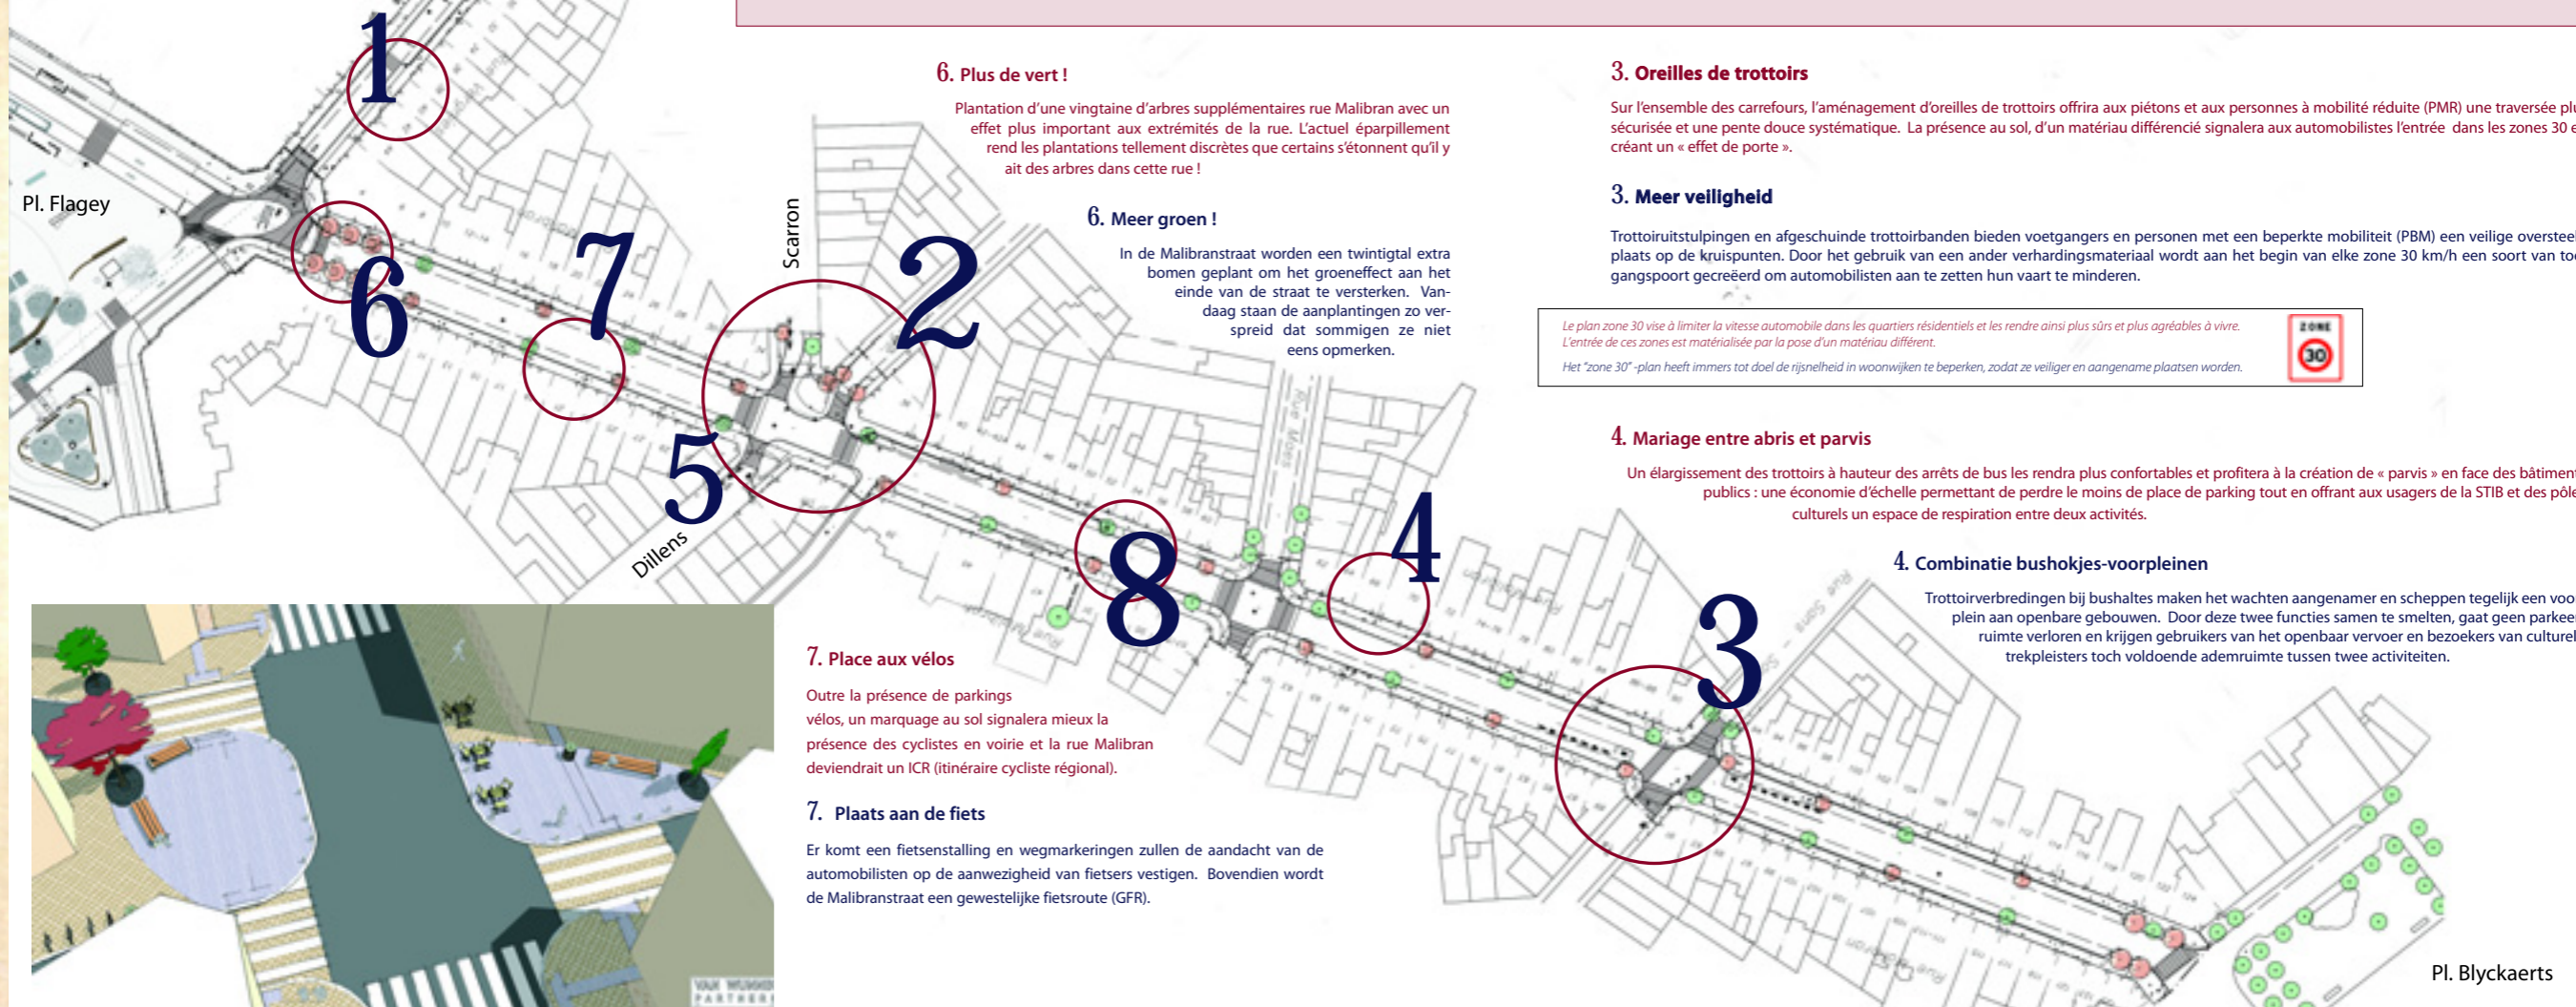 1
Pl. Flagey
6
7
Scarron
2
5
Dillens
8
4
3
Rue Maes
Pl. Blyckaerts
6. Plus de vert !
Plantation d'une vingtaine d'arbres supplémentaires rue Malibran avec un
effet plus important aux extrémités de la rue. L'actuel éparpillement
rend les plantations tellement discrètes que certains s'étonnent qu'il y
ait des arbres dans cette rue !
6. Meer groen !
In de Malibranstraat worden een twintigtal extra
bomen geplant om het groeneffect aan het
einde van de straat te versterken. Van-
daag staan de aanplantingen zo ver-
spreid dat sommigen ze niet
eens opmerken.
7. Place aux vélos
Outre la présence de parkings
vélos, un marquage au sol signalera mieux la
présence des cyclistes en voirie et la rue Malibran
deviendrait un ICR (itinéraire cycliste régional).
7. Plaats aan de fiets
Er komt een fietsenstalling en wegmarkeringen zullen de aandacht van de
automobilisten op de aanwezigheid van fietsers vestigen. Bovendien wordt
de Malibranstraat een gewestelijke fietsroute (GFR).
3. Oreilles de trottoirs
Sur l'ensemble des carrefours, l'aménagement d'oreilles de trottoirs offrira aux piétons et aux personnes à mobilité réduite (PMR) une traversée plu
sécurisée et une pente douce systématique. La présence au sol, d'un matériau différencié signalera aux automobilistes l'entrée dans les zones 30 e
créant un « effet de porte ».
3. Meer veiligheid
Trottoiruitstulpingen en afgeschuinde trottoirbanden bieden voetgangers en personen met een beperkte mobiliteit (PBM) een veilige oversteek
plaats op de kruispunten. Door het gebruik van een ander verhardingsmateriaal wordt aan het begin van elke zone 30 km/h een soort van toe
gangspoort gecreëerd om automobilisten aan te zetten hun vaart te minderen.
Le plan zone 30 vise à limiter la vitesse automobile dans les quartiers résidentiels et les rendre ainsi plus sûrs et plus agréables à vivre.
L'entrée de ces zones est matérialisée par la pose d'un matériau différent.
Het "zone 30" -plan heeft immers tot doel de rijsnelheid in woonwijken te beperken, zodat ze veiliger en aangename plaatsen worden.
ZONE
30
4. Mariage entre abris et parvis
Un élargissement des trottoirs à hauteur des arrêts de bus les rendra plus confortables et profitera à la création de « parvis » en face des bâtiment
publics : une économie d'échelle permettant de perdre le moins de place de parking tout en offrant aux usagers de la STIB et des pôle
culturels un espace de respiration entre deux activités.
4. Combinatie bushokjes-voorpleinen
Trottoirverbredingen bij bushaltes maken het wachten aangenamer en scheppen tegelijk een voo
plein aan openbare gebouwen. Door deze twee functies samen te smelten, gaat geen parkeer
ruimte verloren en krijgen gebruikers van het openbaar vervoer en bezoekers van culturel
trekpleisters toch voldoende ademruimte tussen twee activiteiten.